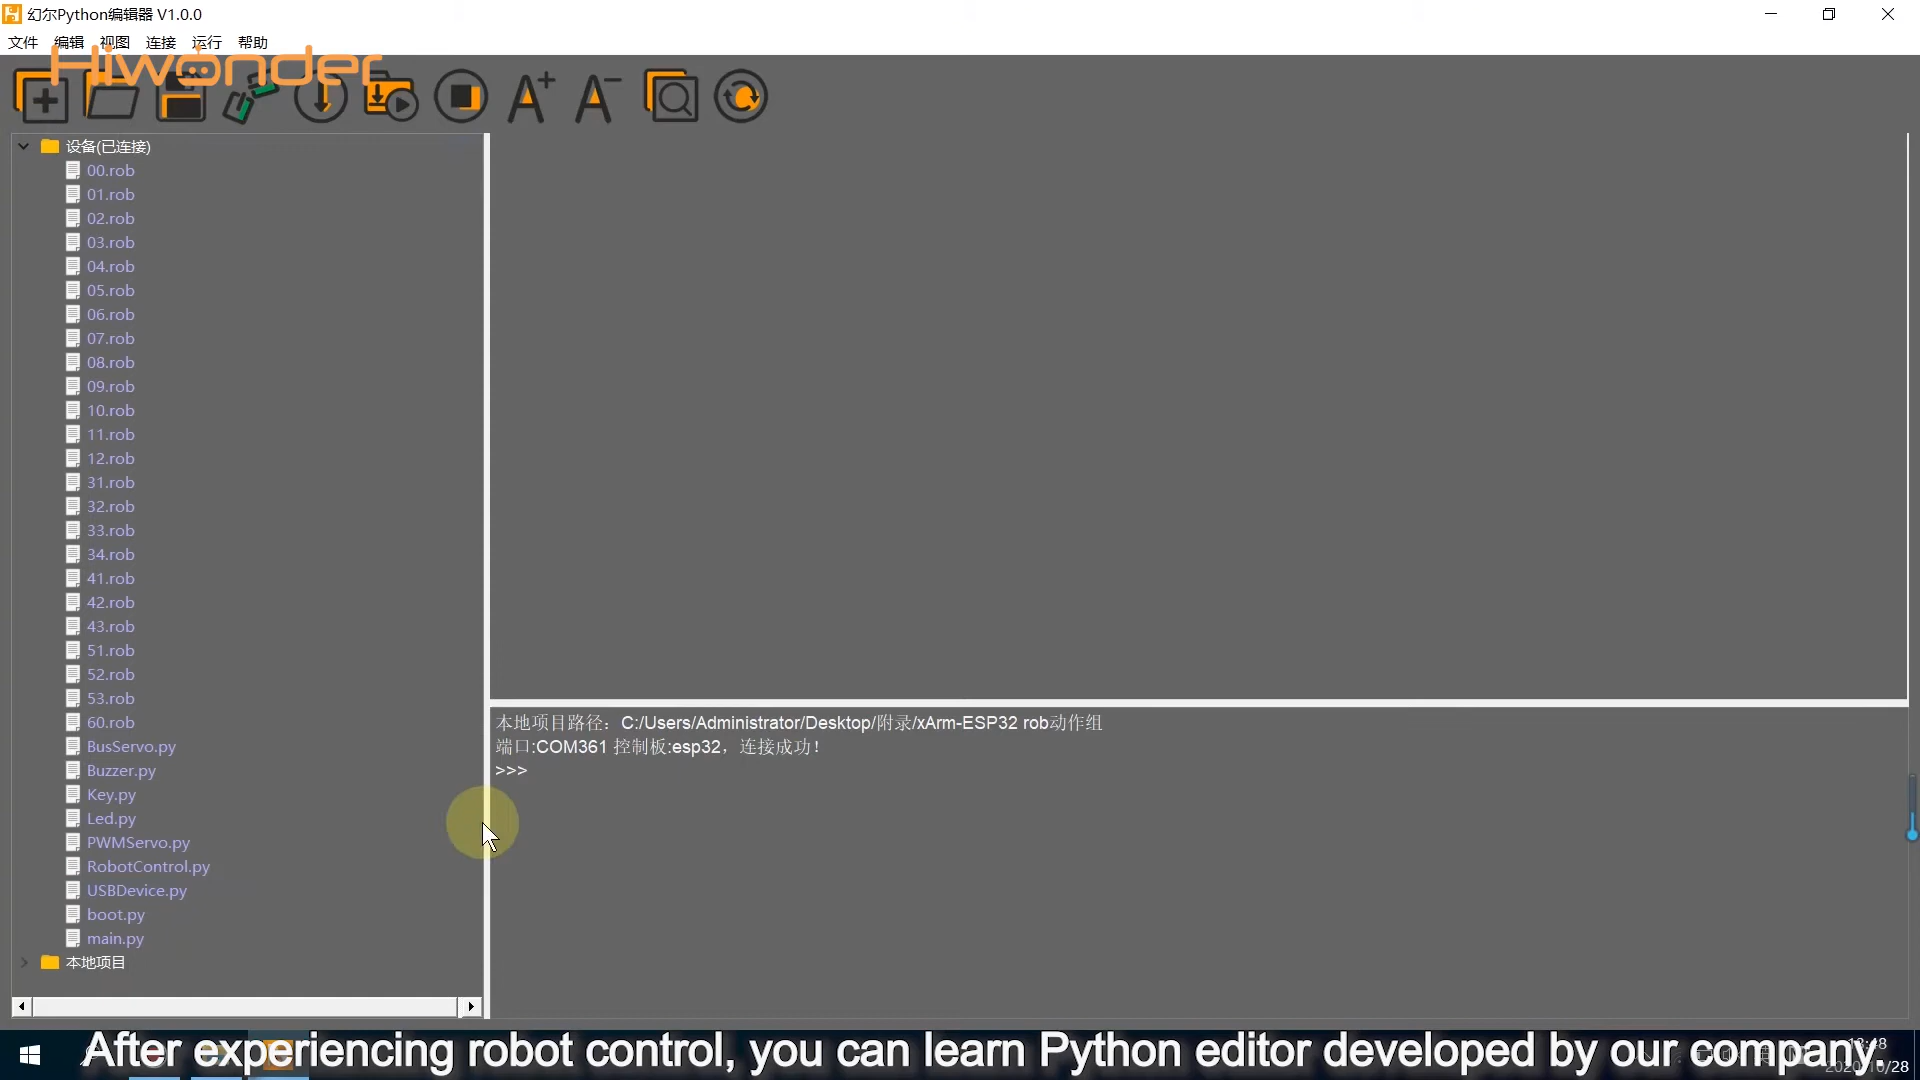 幻尔Python编辑器 V1.0.0
文件 编辑 视图 连接 运行 帮助
Hiwonder
设备(已连接)
00.rob
01.rob
02.rob
03.rob
04.rob
05.rob
06.rob
07.rob
08.rob
09.rob
10.rob
11.rob
12.rob
31.rob
32.rob
33.rob
34.rob
41.rob
42.rob
43.rob
51.rob
52.rob
53.rob
60.rob
BusServo.py
Buzzer.py
Key.py
Led.py
PWMServo.py
RobotControl.py
USBDevice.py
boot.py
main.py
本地项目
本地项目路径：C:/Users/Administrator/Desktop/附录/xArm-ESP32 rob动作组
端口:COM361 控制板:esp32，连接成功！
>>>
After experiencing robot control, you can learn Python editor developed by our company.